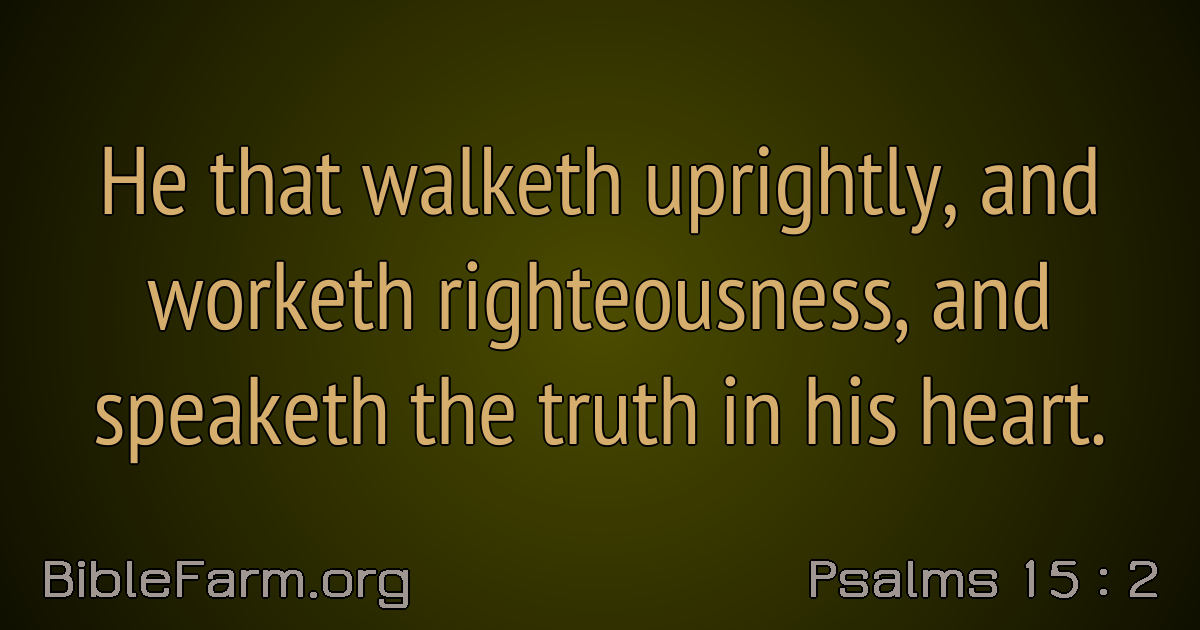 He that walketh uprightly, and
worketh righteousness, and
speaketh the truth in his heart.
BibleFarm.org
Psalms 15 : 2